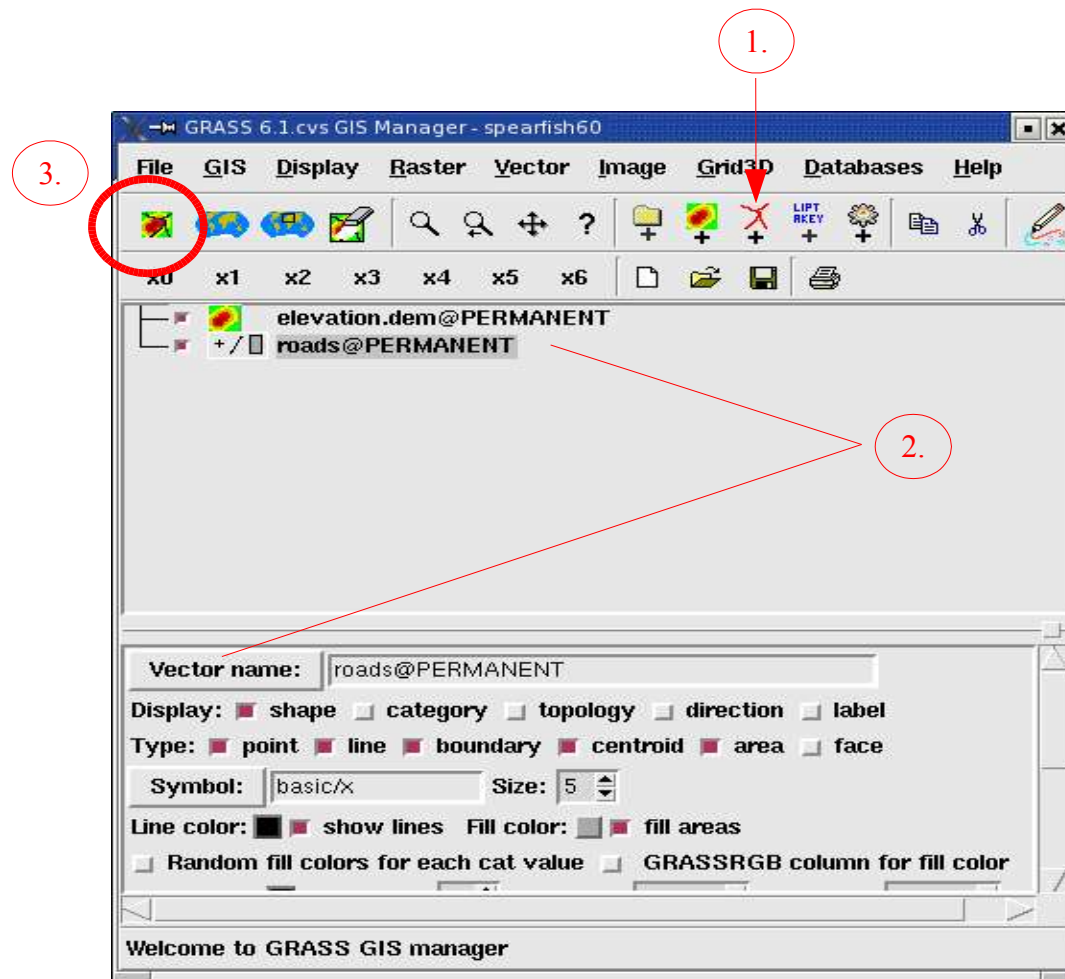 1.
GRASS 6.1.cvs GIS Manager - spearfish60
3.
File GIS Display Raster Vector Image Grid3D Databases Help
? LIPT RKEY
x0 x1 x2 x3 x4 x5 x6
elevation.dem@PERMANENT
+/ roads@PERMANENT
2.
Vector name: roads@PERMANENT
Display: shape category topology direction label
Type: point line boundary centroid area face
Symbol: basic/x Size: 5
Line color: show lines Fill color: fill areas
Random fill colors for each cat value GRASSRGB column for fill color
Welcome to GRASS GIS manager